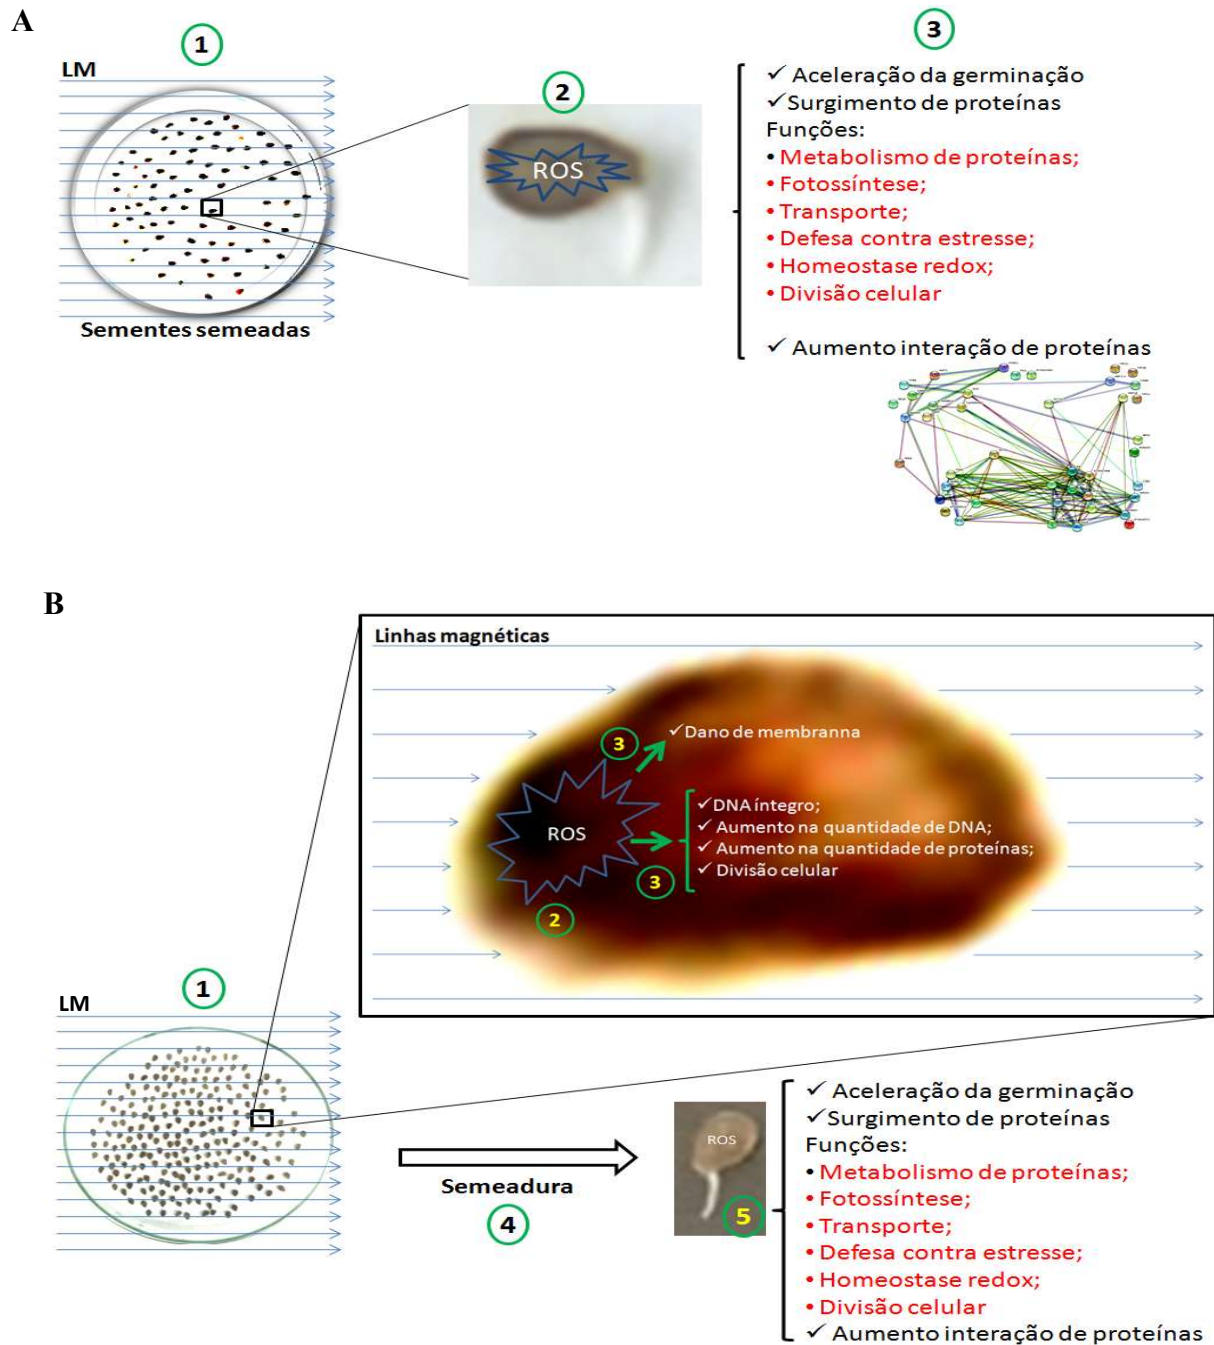 A
1
LM
Sementes semeadas
2
ROS
3
✓ Aceleração da germinação
✓Surgimento de proteínas
Funções:
• Metabolismo de proteínas;
• Fotossíntese;
• Transporte;
• Defesa contra estresse;
• Homeostase redox;
• Divisão celular
✓ Aumento interação de proteínas
B
Linhas magnéticas
3
✓Dano de membranna
ROS
✓DNA íntegro;
✓ Aumento na quantidade de DNA;
✓ Aumento na quantidade de proteínas;
✓ Divisão celular
3
2
1
LM
Semeadura
4
ROS
5
✓ Aceleração da germinação
✓Surgimento de proteínas
Funções:
• Metabolismo de proteínas;
• Fotossíntese;
• Transporte;
• Defesa contra estresse;
• Homeostase redox;
• Divisão celular
✓ Aumento interação de proteínas